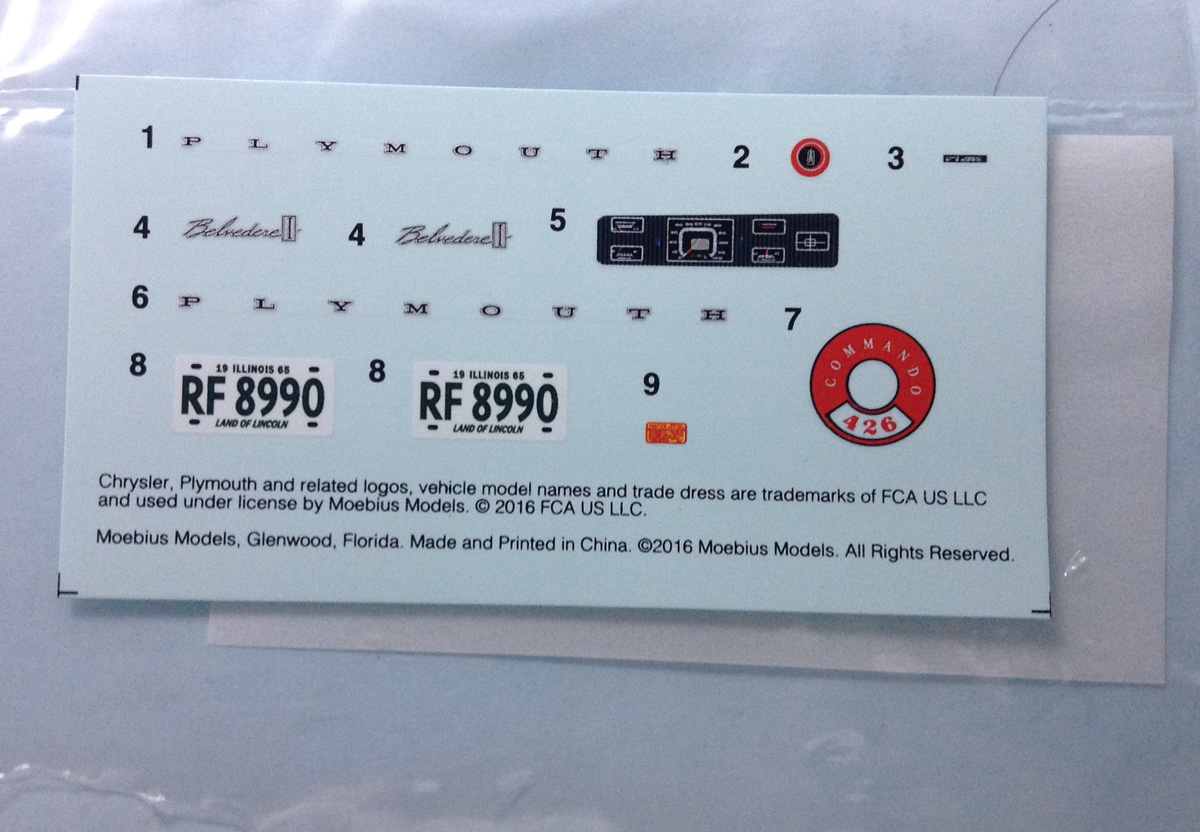 1 P L Y M O U T H 2 3
4 Belvedere II 4 Belvedere II 5
6 P L Y M O U T H 7
COMMANDO
426
8 8 9
19 ILLINOIS 65
RF 8990
LAND OF LINCOLN
19 ILLINOIS 65
RF 8990
LAND OF LINCOLN
Chrysler, Plymouth and related logos, vehicle model names and trade dress are trademarks of FCA US LLC
and used under license by Moebius Models. © 2016 FCA US LLC.
Moebius Models, Glenwood, Florida. Made and Printed in China. ©2016 Moebius Models. All Rights Reserved.